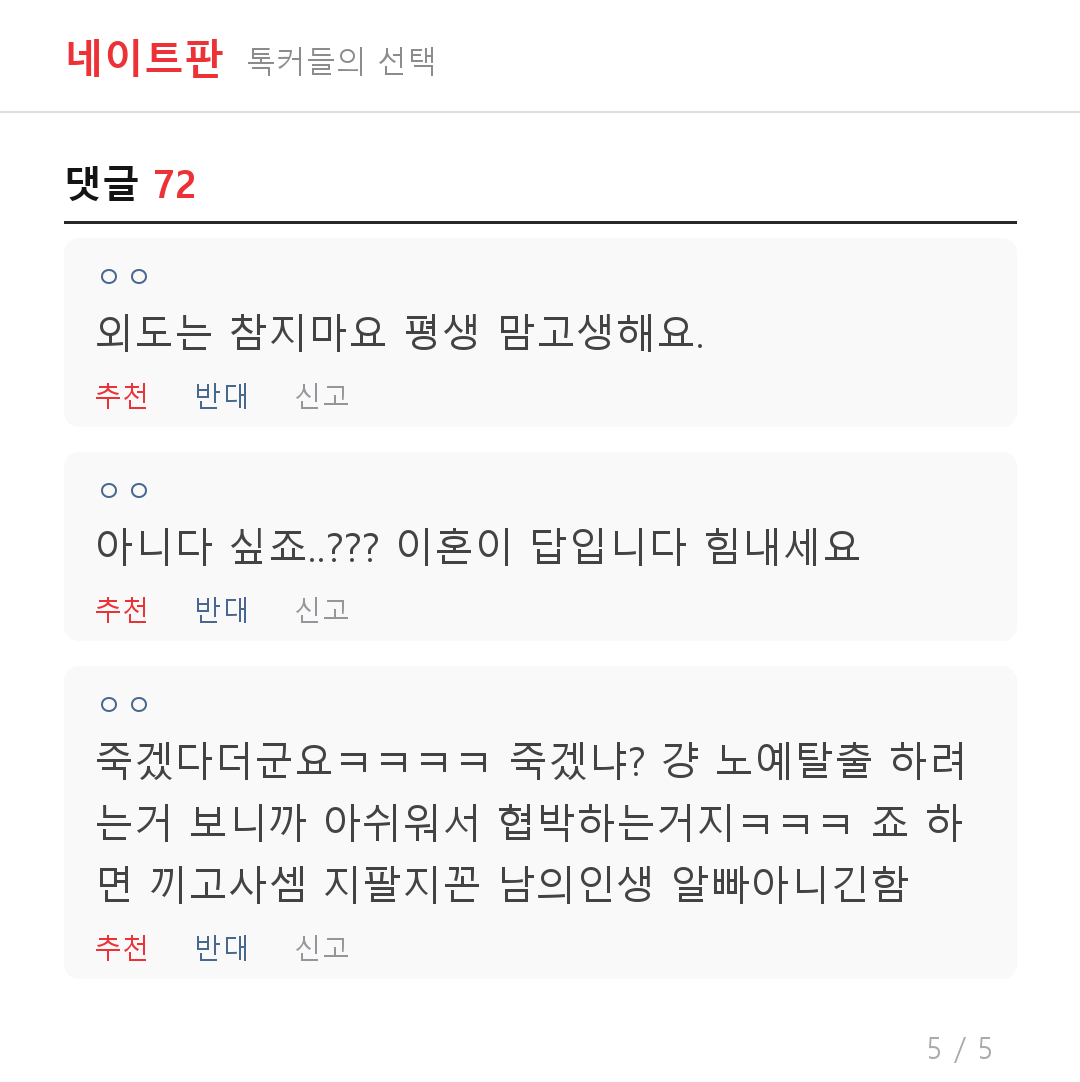 네이트판 톡커들의 선택
댓글 72
ㅇㅇ
외도는 참지마요 평생 맘고생해요.
추천 반대 신고
ㅇㅇ
아니다 싶죠..??? 이혼이 답입니다 힘내세요
추천 반대 신고
ㅇㅇ
죽겠다더군요ㅋㅋㅋㅋ 죽겠냐? 걍 노예탈출 하려
는거 보니까 아쉬워서 협박하는거지ㅋㅋㅋ 죠 하
면 끼고사셈 지팔지꼰 남의인생 알빠아니긴함
추천 반대 신고
5 / 5